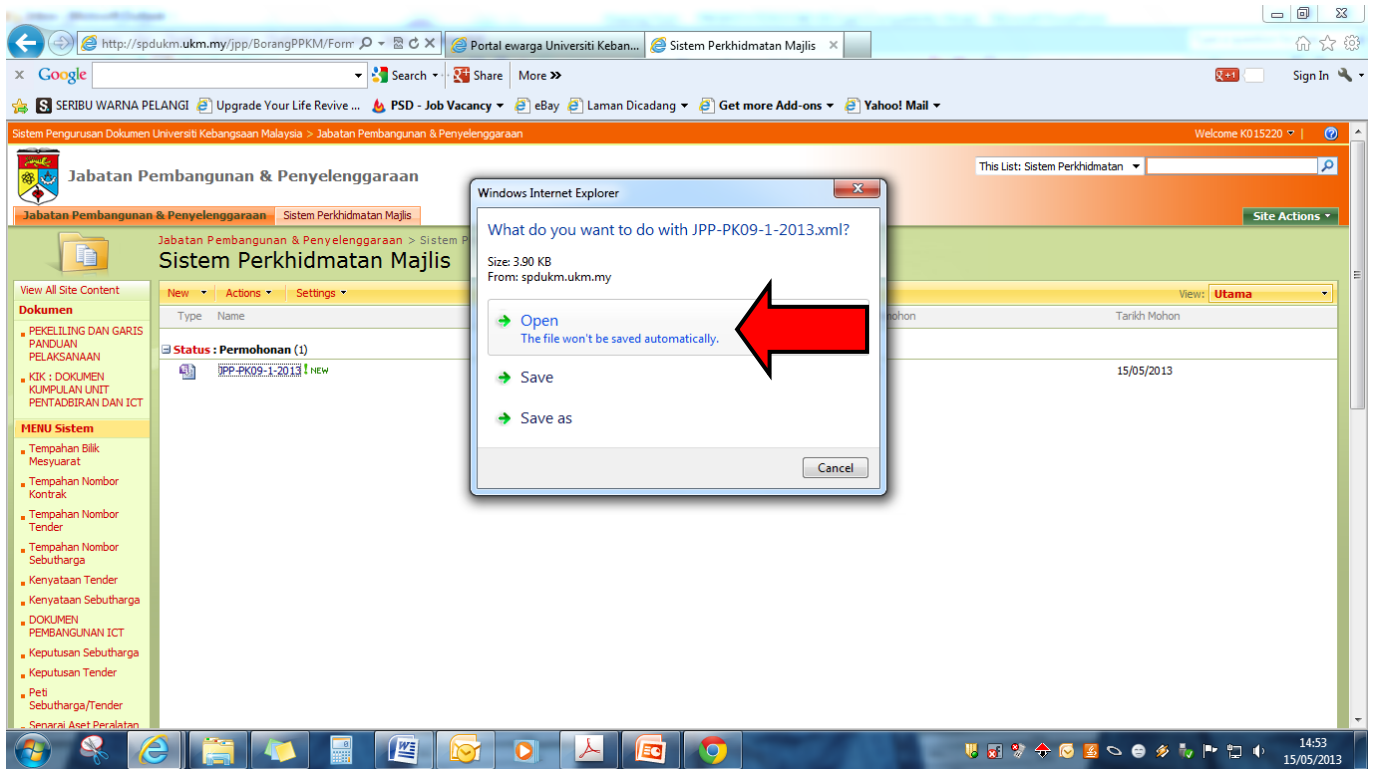 http://spdukm.ukm.my/jpp/BorangPPKM/Form
Portal ewarga Universiti Keban...
Sistem Perkhidmatan Majlis
x Google
Search
Share
More »
+1
Sign In
SERIBU WARNA PELANGI
Upgrade Your Life Revive ...
PSD - Job Vacancy
eBay
Laman Dicadang
Get more Add-ons
Yahoo! Mail
Sistem Pengurusan Dokumen Universiti Kebangsaan Malaysia > Jabatan Pembangunan & Penyelenggaraan
Welcome K015220
Jabatan Pembangunan & Penyelenggaraan
This List: Sistem Perkhidmatan
Jabatan Pembangunan & Penyelenggaraan
Sistem Perkhidmatan Majlis
Site Actions
Jabatan Pembangunan & Penyelenggaraan > Sistem P
Sistem Perkhidmatan Majlis
View All Site Content
New
Actions
Settings
View: Utama
Type
Name
ohon
Tarikh Mohon
Status : Permohonan (1)
JPP-PK09-1-2013 ! NEW
15/05/2013
Dokumen
PEKELILING DAN GARIS
PANDUAN
PELAKSANAAN
KIK : DOKUMEN
KUMPULAN UNIT
PENTADBIRAN DAN ICT
MENU Sistem
Tempahan Bilik
Mesyuarat
Tempahan Nombor
Kontrak
Tempahan Nombor
Tender
Tempahan Nombor
Sebutharga
Kenyataan Tender
Kenyataan Sebutharga
DOKUMEN
PEMBANGUNAN ICT
Keputusan Sebutharga
Keputusan Tender
Peti
Sebutharga/Tender
Senarai Aset Peralatan
Windows Internet Explorer
What do you want to do with JPP-PK09-1-2013.xml?
Size: 3.90 KB
From: spdukm.ukm.my
Open
The file won't be saved automatically.
Save
Save as
Cancel
14:53
15/05/2013